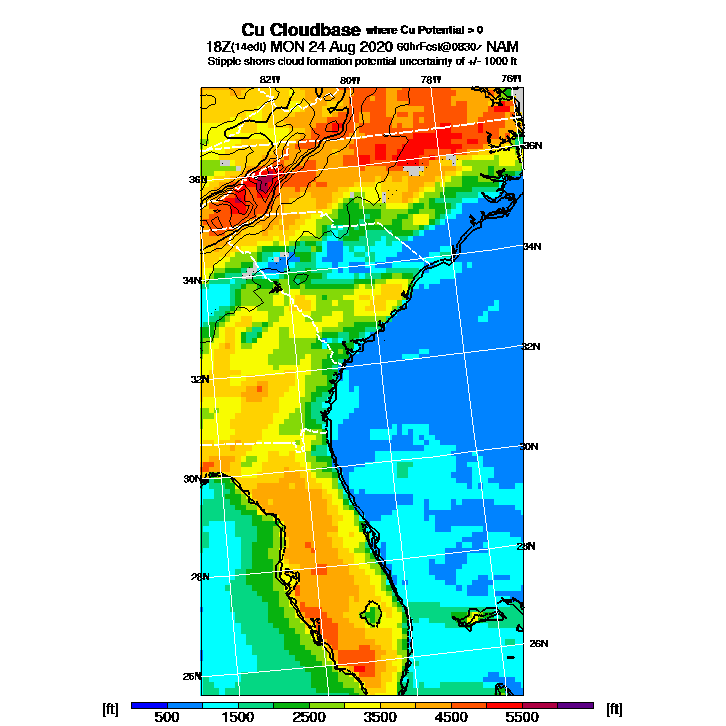 Cu Cloudbase where Cu Potential > 0
18Z(14edt) MON 24 Aug 2020 60hrFcst@0830z NAM
Stipple shows cloud formation potential uncertainty of +/- 1000 ft
82W 80W 78W 76W
36N 36N
34N 34N
32N 32N
30N 30N
28N 28N
26N 26N
[ft] 500 1500 2500 3500 4500 5500 [ft]